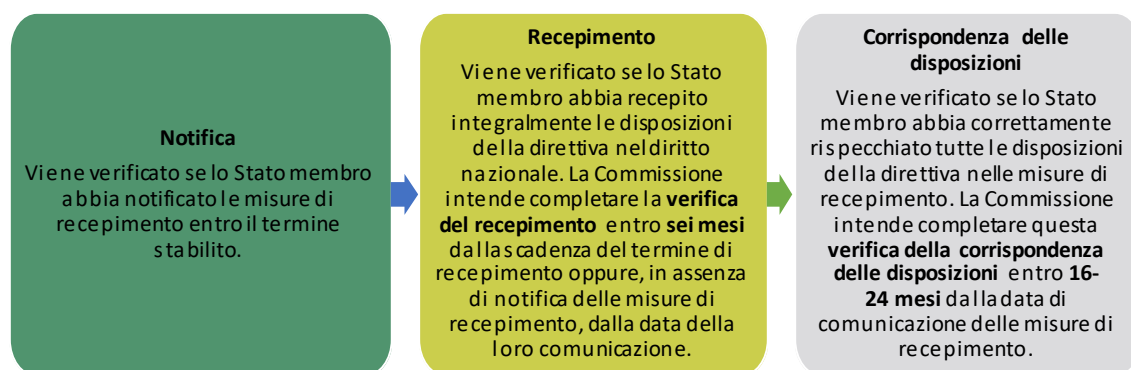 Notifica
Viene verificato se lo Stato membro
abbia notificato le misure di
recepimento entro il termine
stabilito.
Recepimento
Viene verificato se lo Stato
membro abbia recepito
integralmente le disposizioni
della direttiva nel diritto
nazionale. La Commissione
intende completare la verifica
del recepimento entro sei mesi
dalla scadenza del termine di
recepimento oppure, in assenza
di notifica delle misure di
recepimento, dalla data della
loro comunicazione.
Corrispondenza delle
disposizioni
Viene verificato se lo Stato
membro abbia correttamente
rispecchiato tutte le disposizioni
della direttiva nelle misure di
recepimento. La Commissione
intende completare questa
verifica della corrispondenza
delle disposizioni entro 16-
24 mesi dalla data di
comunicazione delle misure di
recepimento.